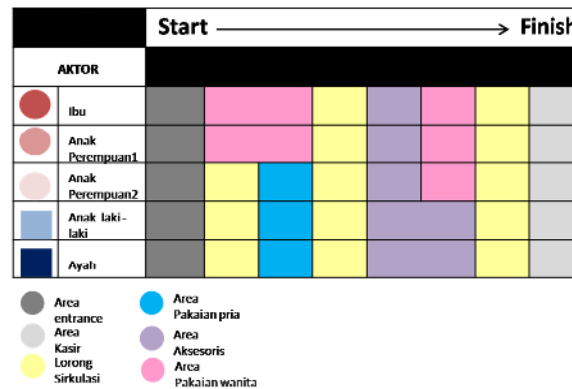 Start Finish
AKTOR
Ibu
Anak
Perempuan1
Anak
Perempuan2
Anak laki-
laki
Ayah
Area
entrance
Area
Kasir
Lorong
Sirkulasi
Area
Pakaian pria
Area
Aksesoris
Area
Pakaian wanita